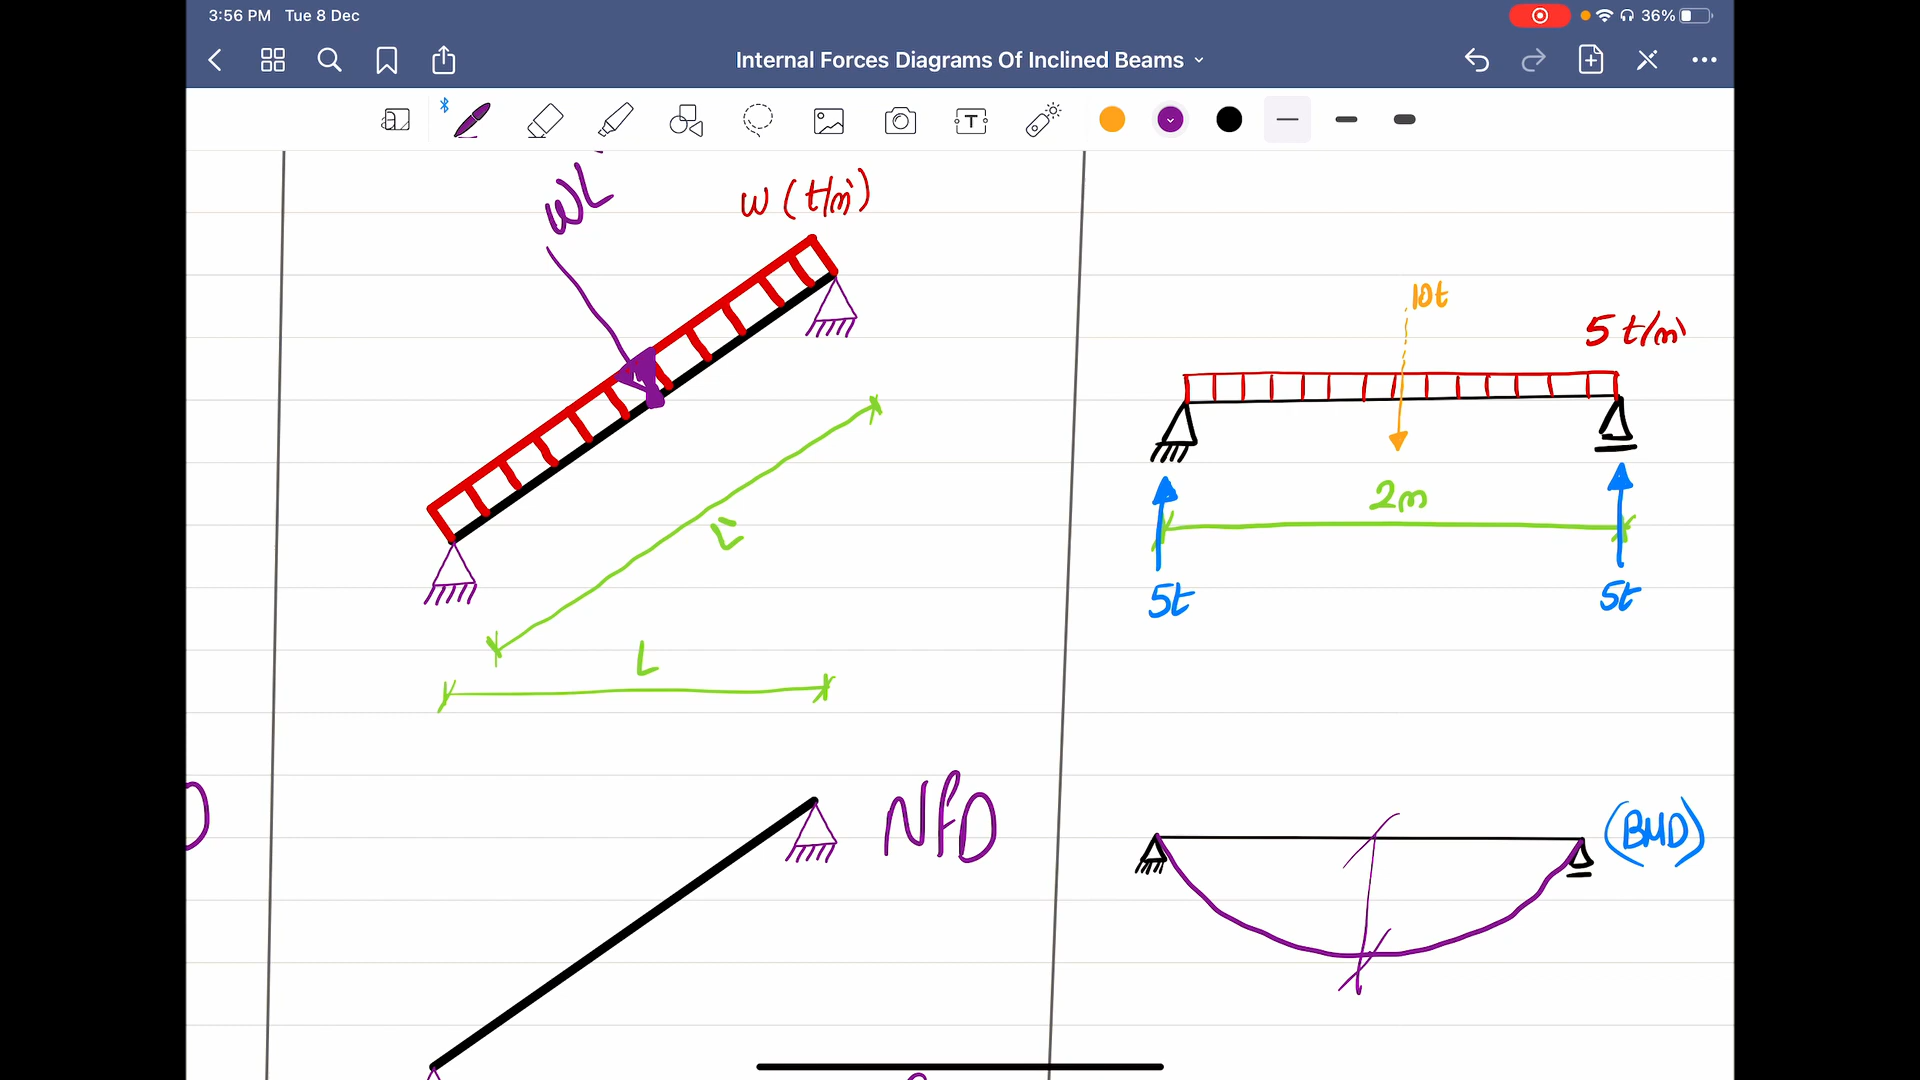 3:56 PM Tue 8 Dec
36%
Internal Forces Diagrams Of Inclined Beams
T
wL
w (t/m')
L'
L
NFD
10t
5 t/m'
2m
5t
5t
(BMD)